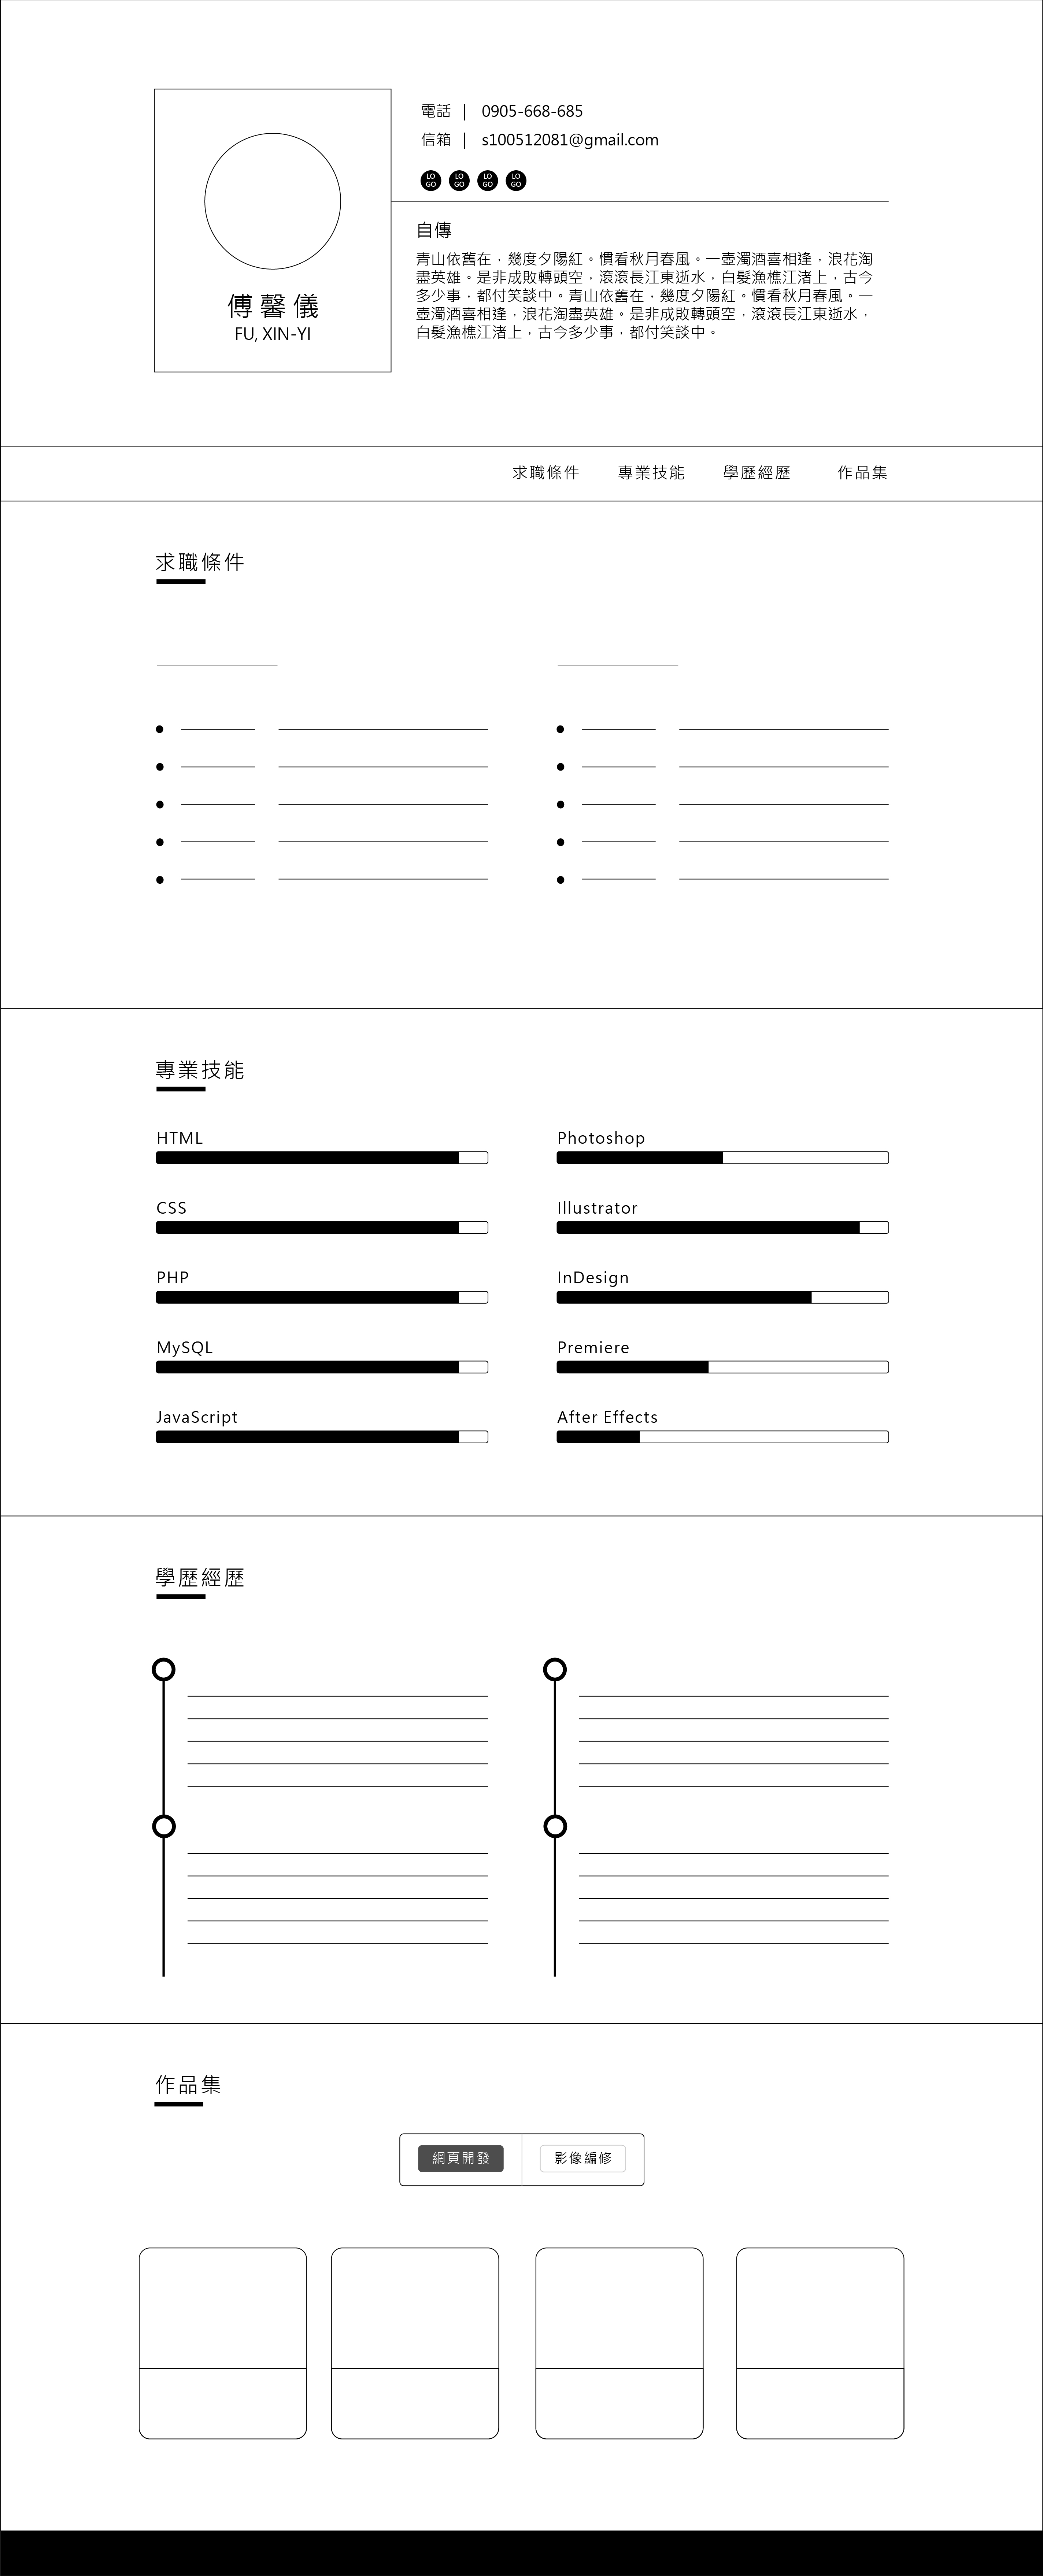 電話 | 0905-668-685
信箱 | s100512081@gmail.com
LO
GO
LO
GO
LO
GO
LO
GO
傅馨儀
FU, XIN-YI
自傳
青山依舊在，幾度夕陽紅。慣看秋月春風。一壺濁酒喜相逢，浪花淘
盡英雄。是非成敗轉頭空，滾滾長江東逝水，白髮漁樵江渚上，古今
多少事，都付笑談中。青山依舊在，幾度夕陽紅。慣看秋月春風。一
壺濁酒喜相逢，浪花淘盡英雄。是非成敗轉頭空，滾滾長江東逝水，
白髮漁樵江渚上，古今多少事，都付笑談中。
求職條件 專業技能 學歷經歷 作品集
求職條件
專業技能
HTML
CSS
PHP
MySQL
JavaScript
Photoshop
Illustrator
InDesign
Premiere
After Effects
學歷經歷
作品集
網頁開發
影像編修